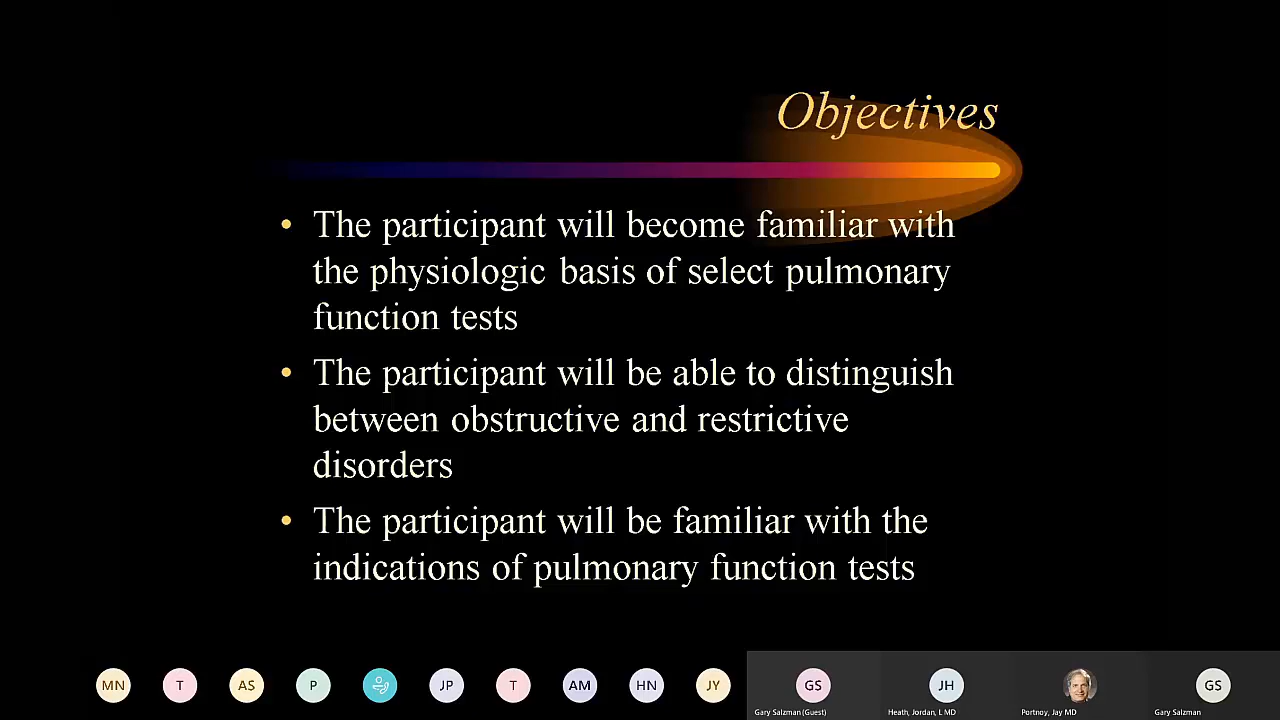 Objectives
• The participant will become familiar with
the physiologic basis of select pulmonary
function tests
• The participant will be able to distinguish
between obstructive and restrictive
disorders
• The participant will be familiar with the
indications of pulmonary function tests
MN T AS P JP T AM HN JY GS JH GS
Gary Salzman (Guest) Heath, Jordan, L MD Portnoy, Jay MD Gary Salzman